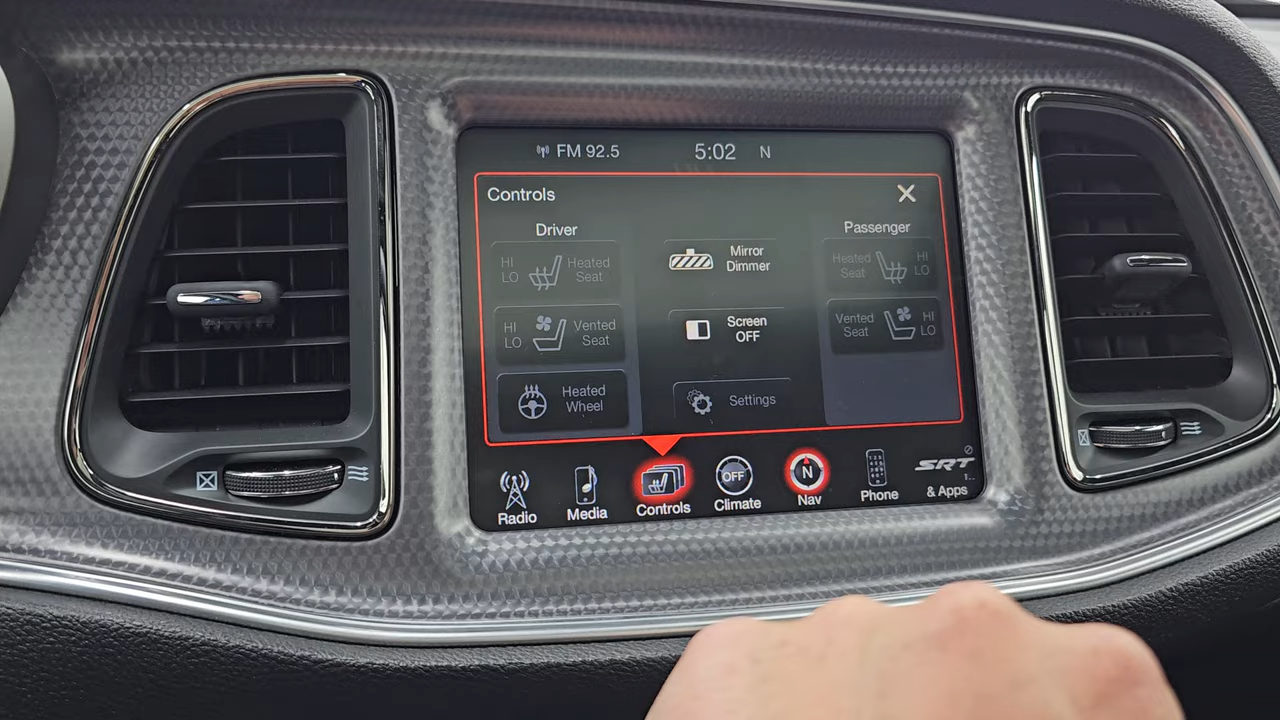 FM 92.5 5:02 N
Controls
Driver
Passenger
HI
LO
Heated
Seat
Mirror
Dimmer
Heated
Seat
HI
LO
HI
LO
Vented
Seat
Screen
OFF
Vented
Seat
HI
LO
Heated
Wheel
Settings
OFF
N
SRT
Radio
Media
Controls
Climate
Nav
Phone
& Apps